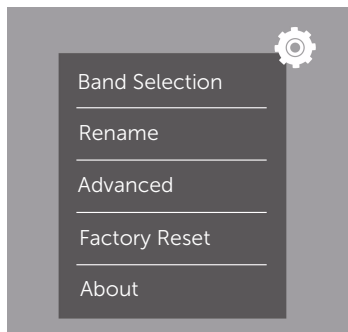 Band Selection
Rename
Advanced
Factory Reset
About